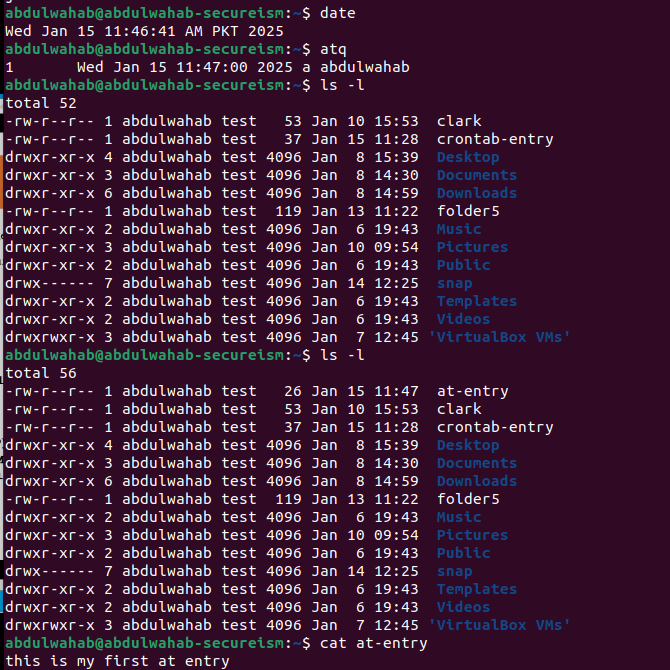 abdulwahab@abdulwahab-secureism:~$ date
Wed Jan 15 11:46:41 AM PKT 2025
abdulwahab@abdulwahab-secureism:~$ atq
1       Wed Jan 15 11:47:00 2025 a abdulwahab
abdulwahab@abdulwahab-secureism:~$ ls -l
total 52
-rw-r--r-- 1 abdulwahab test   53 Jan 10 15:53  clark
-rw-r--r-- 1 abdulwahab test   37 Jan 15 11:28  crontab-entry
drwxr-xr-x 4 abdulwahab test 4096 Jan  8 15:39  Desktop
drwxr-xr-x 3 abdulwahab test 4096 Jan  8 14:30  Documents
drwxr-xr-x 6 abdulwahab test 4096 Jan  8 14:59  Downloads
-rw-r--r-- 1 abdulwahab test  119 Jan 13 11:22  folder5
drwxr-xr-x 2 abdulwahab test 4096 Jan  6 19:43  Music
drwxr-xr-x 3 abdulwahab test 4096 Jan 10 09:54  Pictures
drwxr-xr-x 2 abdulwahab test 4096 Jan  6 19:43  Public
drwx------ 7 abdulwahab test 4096 Jan 14 12:25  snap
drwxr-xr-x 2 abdulwahab test 4096 Jan  6 19:43  Templates
drwxr-xr-x 2 abdulwahab test 4096 Jan  6 19:43  Videos
drwxrwxr-x 3 abdulwahab test 4096 Jan  7 12:45 'VirtualBox VMs'
abdulwahab@abdulwahab-secureism:~$ ls -l
total 56
-rw-r--r-- 1 abdulwahab test   26 Jan 15 11:47  at-entry
-rw-r--r-- 1 abdulwahab test   53 Jan 10 15:53  clark
-rw-r--r-- 1 abdulwahab test   37 Jan 15 11:28  crontab-entry
drwxr-xr-x 4 abdulwahab test 4096 Jan  8 15:39  Desktop
drwxr-xr-x 3 abdulwahab test 4096 Jan  8 14:30  Documents
drwxr-xr-x 6 abdulwahab test 4096 Jan  8 14:59  Downloads
-rw-r--r-- 1 abdulwahab test  119 Jan 13 11:22  folder5
drwxr-xr-x 2 abdulwahab test 4096 Jan  6 19:43  Music
drwxr-xr-x 3 abdulwahab test 4096 Jan 10 09:54  Pictures
drwxr-xr-x 2 abdulwahab test 4096 Jan  6 19:43  Public
drwx------ 7 abdulwahab test 4096 Jan 14 12:25  snap
drwxr-xr-x 2 abdulwahab test 4096 Jan  6 19:43  Templates
drwxr-xr-x 2 abdulwahab test 4096 Jan  6 19:43  Videos
drwxrwxr-x 3 abdulwahab test 4096 Jan  7 12:45 'VirtualBox VMs'
abdulwahab@abdulwahab-secureism:~$ cat at-entry
this is my first at entry